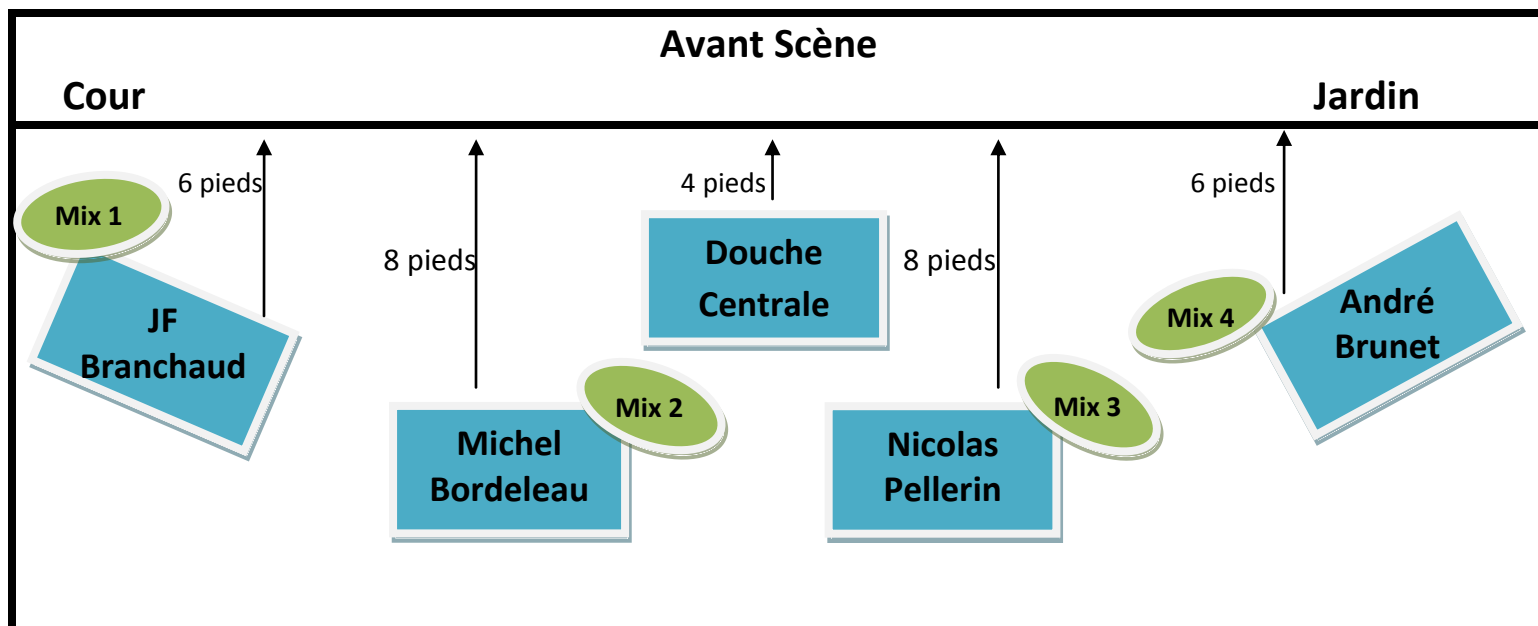 Avant Scène
Cour
Jardin
6 pieds
4 pieds
6 pieds
Mix 1
8 pieds
8 pieds
Douche
Centrale
JF
Branchaud
Mix 4
André
Brunet
Mix 2
Mix 3
Michel
Bordeleau
Nicolas
Pellerin